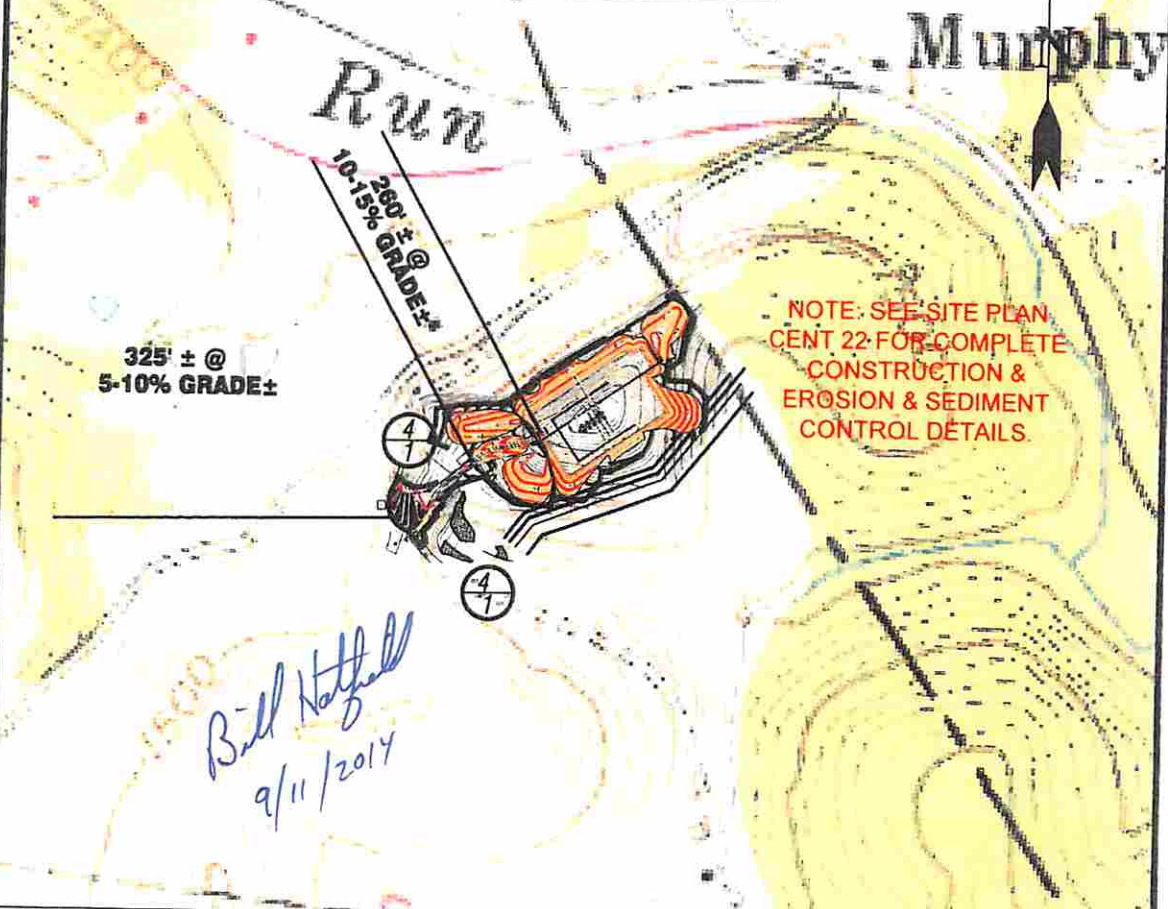 Murphy
Run
N
260' ± @
10-15% GRADE±
325' ± @
5-10% GRADE±
NOTE: SEE SITE PLAN
CENT 22 FOR COMPLETE
CONSTRUCTION &
EROSION & SEDIMENT
CONTROL DETAILS.
4
1
4
1
1500
Bill Hatfield
9/11/2014